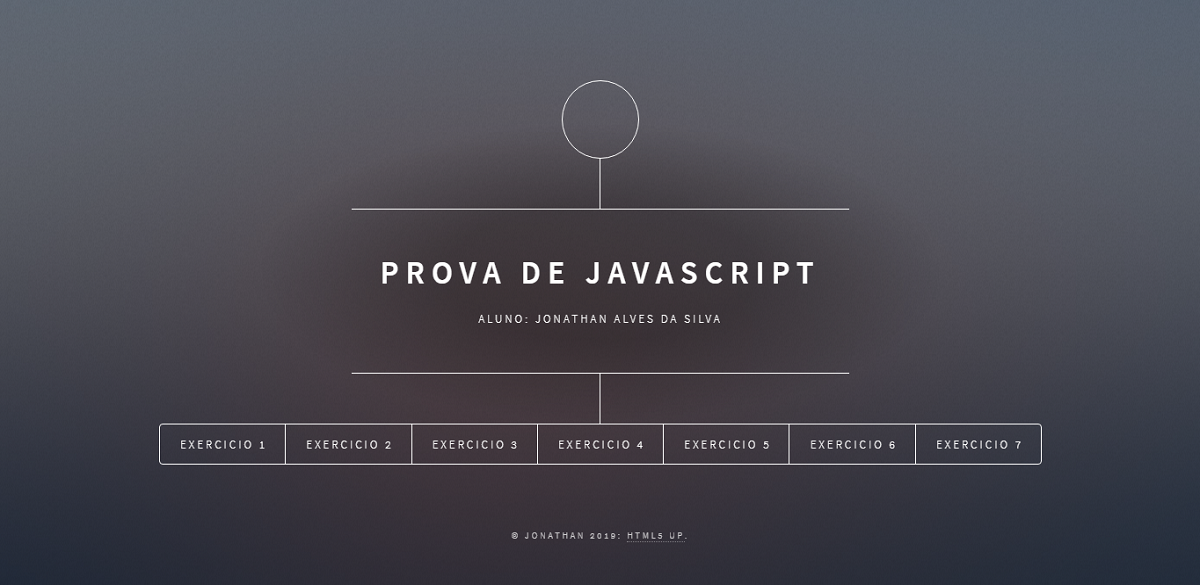 PROVA DE JAVASCRIPT
ALUNO: JONATHAN ALVES DA SILVA
EXERCICIO 1 EXERCICIO 2 EXERCICIO 3 EXERCICIO 4 EXERCICIO 5 EXERCICIO 6 EXERCICIO 7
© JONATHAN 2019: HTML5 UP.